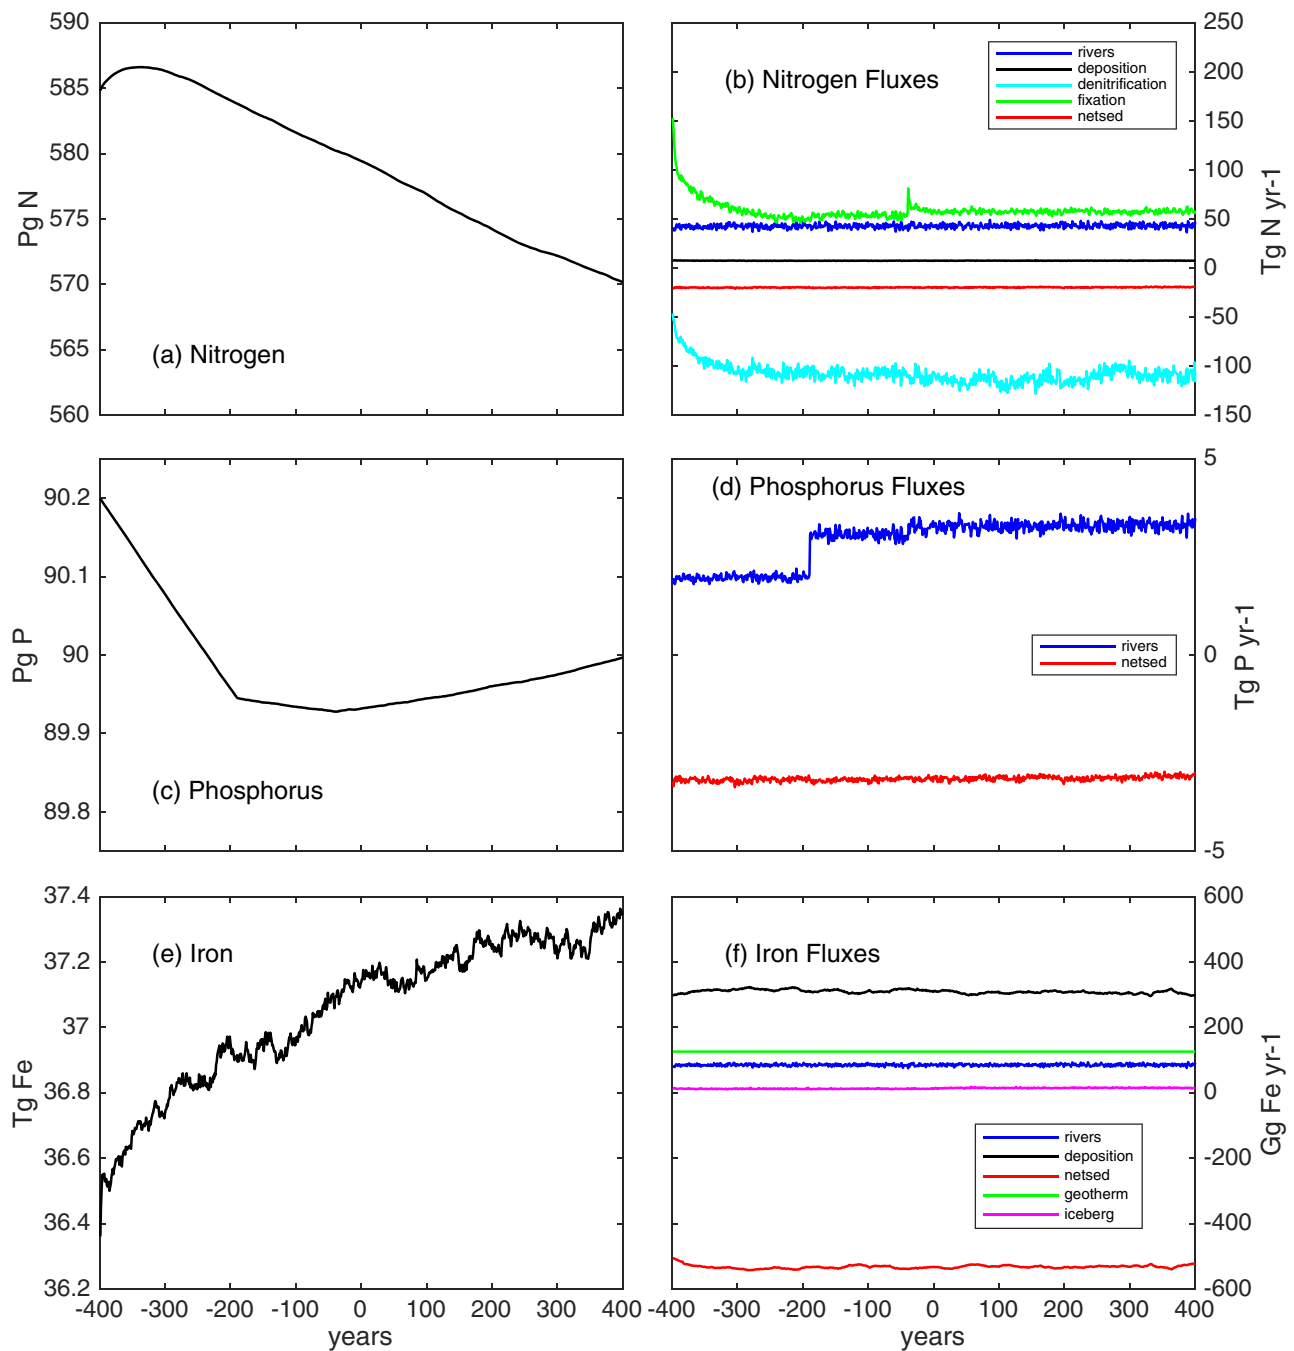 590
585
580
575
570
565
560
Pg N
(a) Nitrogen
250
200
150
100
50
0
-50
-100
-150
Tg N yr-1
(b) Nitrogen Fluxes
rivers
deposition
denitrification
fixation
netsed
90.2
90.1
90
89.9
89.8
Pg P
(c) Phosphorus
5
0
-5
Tg P yr-1
(d) Phosphorus Fluxes
rivers
netsed
37.4
37.2
37
36.8
36.6
36.4
36.2
Tg Fe
(e) Iron
-400 -300 -200 -100 0 100 200 300 400
years
600
400
200
0
-200
-400
-600
Gg Fe yr-1
(f) Iron Fluxes
rivers
deposition
netsed
geotherm
iceberg
-400 -300 -200 -100 0 100 200 300 400
years